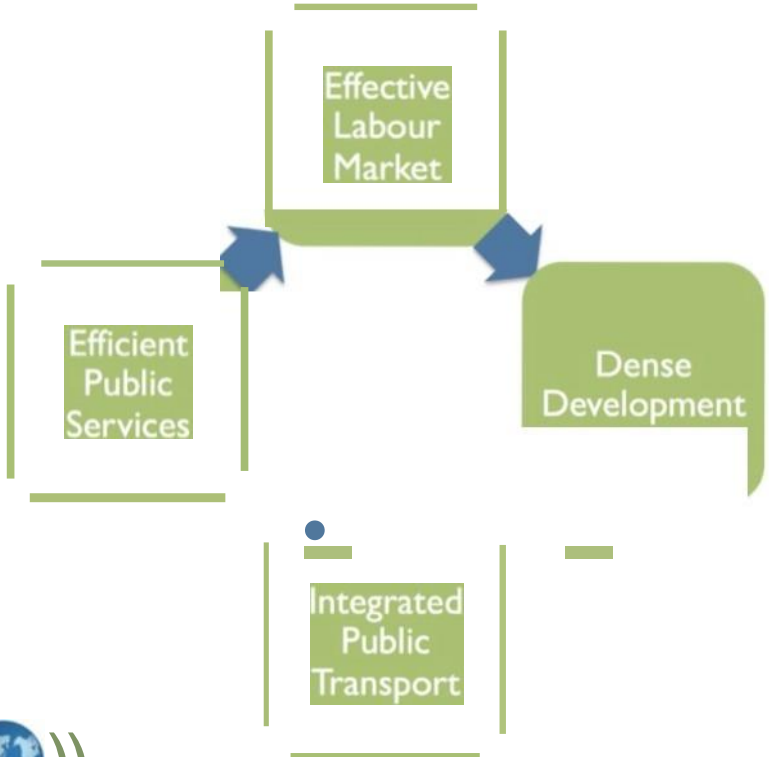 Effective
Labour
Market
Efficient
Public
Services
Dense
Development
Integrated
Public
Transport